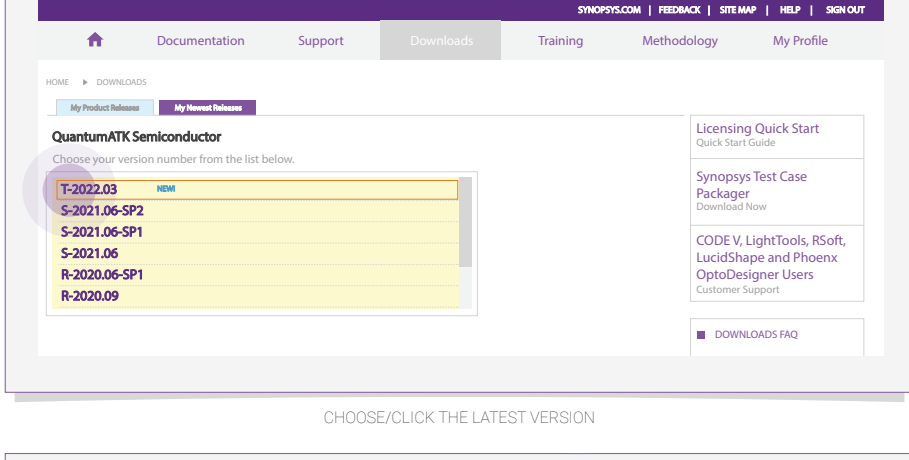 SYNOPSYS.COM | FEEDBACK | SITE MAP | HELP | SIGN OUT
Documentation Support Downloads Training Methodology My Profile
HOME ▶ DOWNLOADS
My Product Releases My Newest Releases
QuantumATK Semiconductor
Choose your version number from the list below.
T-2022.03 NEW!
S-2021.06-SP2
S-2021.06-SP1
S-2021.06
R-2020.06-SP1
R-2020.09
Licensing Quick Start
Quick Start Guide
Synopsys Test Case
Packager
Download Now
CODE V, LightTools, RSoft,
LucidShape and Phoenx
OptoDesigner Users
Customer Support
DOWNLOADS FAQ
CHOOSE/CLICK THE LATEST VERSION